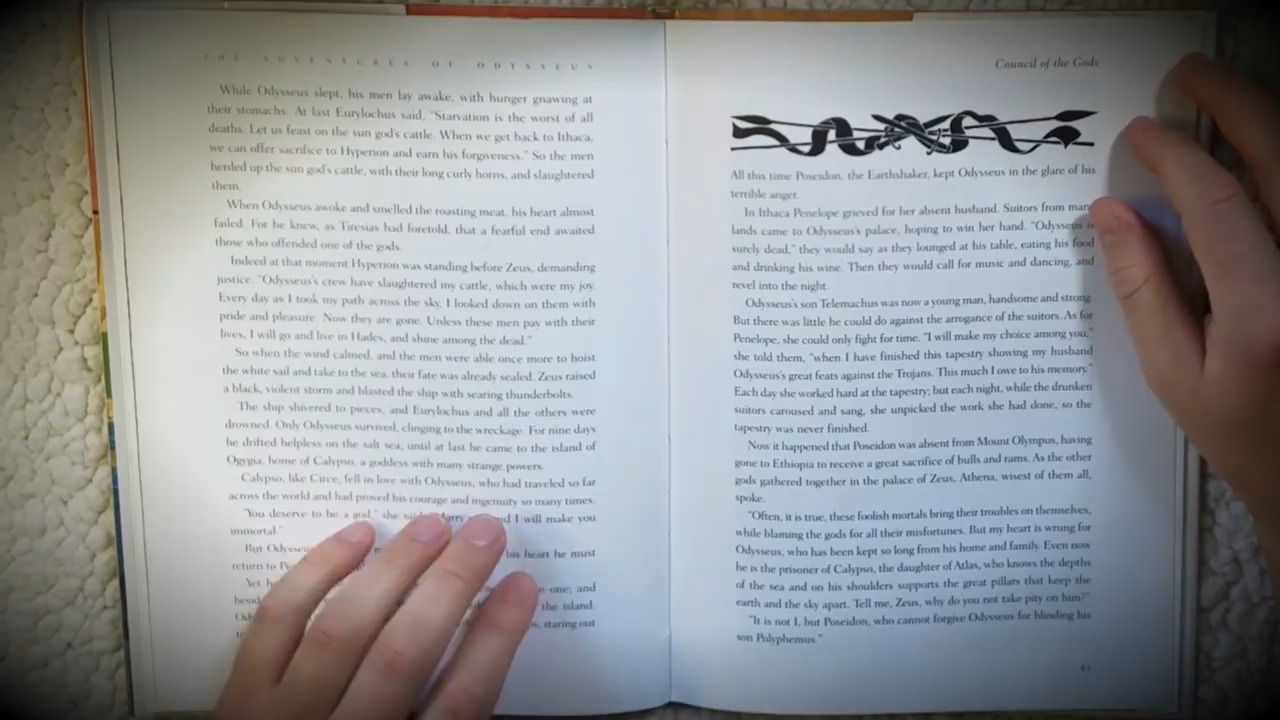 THE ADVENTURES OF ODYSSEUS
While Odysseus slept, his men lay awake, with hunger gnawing at
their stomachs. At last Eurylochus said, "Starvation is the worst of all
deaths. Let us feast on the sun god's cattle. When we get back to Ithaca,
we can offer sacrifice to Hyperion and earn his forgiveness." So the men
herded up the sun god's cattle, with their long curly horns, and slaughtered
them.
When Odysseus awoke and smelled the roasting meat, his heart almost
failed. For he knew, as Tiresias had foretold, that a fearful end awaited
those who offended one of the gods.
Indeed at that moment Hyperion was standing before Zeus, demanding
justice. "Odysseus's crew have slaughtered my cattle, which were my joy.
Every day as I took my path across the sky, I looked down on them with
pride and pleasure. Now they are gone. Unless these men pay with their
lives, I will go and live in Hades, and shine among the dead."
So when the wind calmed, and the men were able once more to hoist
the white sail and take to the sea, their fate was already sealed. Zeus raised
a black, violent storm and blasted the ship with searing thunderbolts.
The ship shivered to pieces, and Eurylochus and all the others were
drowned. Only Odysseus survived, clinging to the wreckage. For nine days
he drifted helpless on the salt sea, until at last he came to the island of
Ogygia, home of Calypso, a goddess with many strange powers.
Calypso, like Circe, fell in love with Odysseus, who had traveled so far
across the world and had proved his courage and ingenuity so many times.
"You deserve to be a god," she said. "Marry and I will make you
immortal."
But his heart he must
return to
Yet one; and
the island.
staring out
Council of the Gods
All this time Poseidon, the Earthshaker, kept Odysseus in the glare of his
terrible anger.
In Ithaca Penelope grieved for her absent husband. Suitors from many
lands came to Odysseus's palace, hoping to win her hand. "Odysseus is
surely dead," they would say as they lounged at his table, eating his food
and drinking his wine. Then they would call for music and dancing, and
revel into the night.
Odysseus's son Telemachus was now a young man, handsome and strong.
But there was little he could do against the arrogance of the suitors. As for
Penelope, she could only fight for time. "I will make my choice among you,"
she told them, "when I have finished this tapestry showing my husband
Odysseus's great feats against the Trojans. This much I owe to his memory."
Each day she worked hard at the tapestry; but each night, while the drunken
suitors caroused and sang, she unpicked the work she had done, so the
tapestry was never finished.
Now it happened that Poseidon was absent from Mount Olympus, having
gone to Ethiopia to receive a great sacrifice of bulls and rams. As the other
gods gathered together in the palace of Zeus, Athena, wisest of them all,
spoke.
"Often, it is true, these foolish mortals bring their troubles on themselves,
while blaming the gods for all their misfortunes. But my heart is wrung for
Odysseus, who has been kept so long from his home and family. Even now
he is the prisoner of Calypso, the daughter of Atlas, who knows the depths
of the sea and on his shoulders supports the great pillars that keep the
earth and the sky apart. Tell me, Zeus, why do you not take pity on him?"
"It is not I, but Poseidon, who cannot forgive Odysseus for blinding his
son Polyphemus."